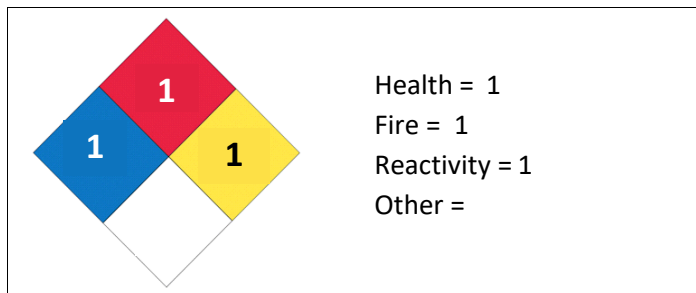 1
1
1
Health = 1
Fire = 1
Reactivity = 1
Other =